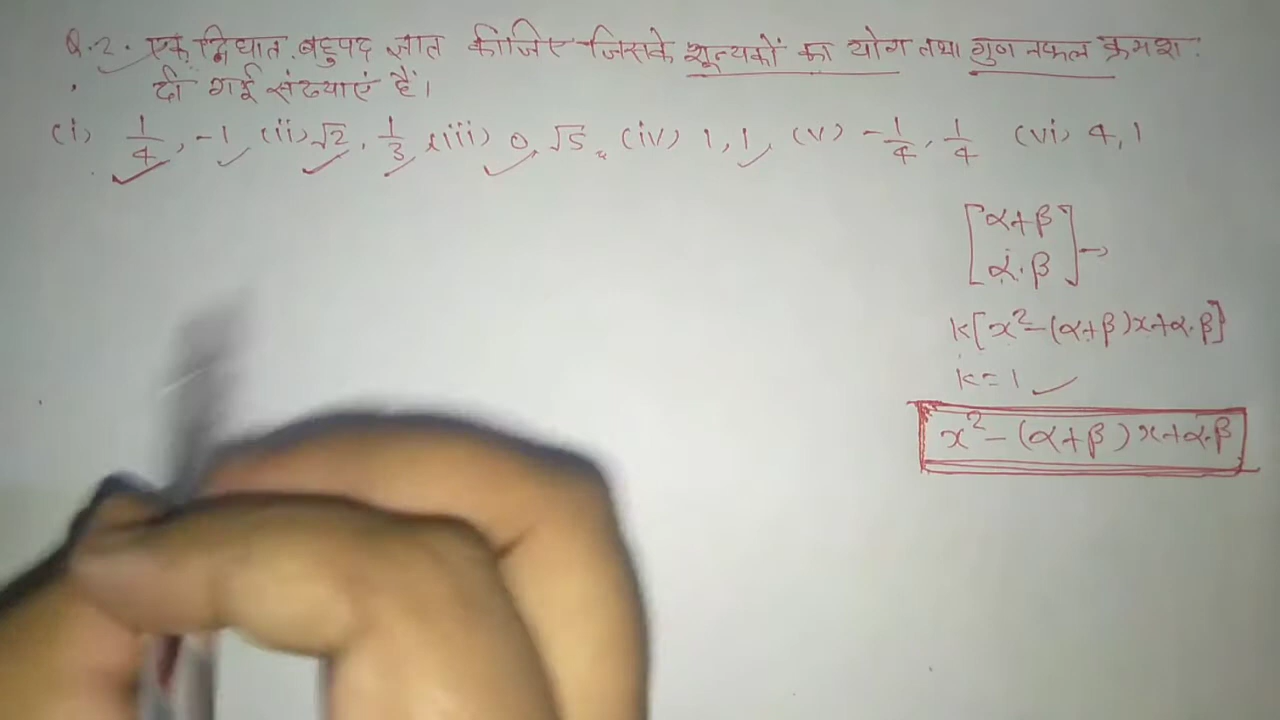 Q.2. एक द्विघात बहुपद ज्ञात कीजिए जिसके शून्यकों का योग तथा गुणनफल क्रमश:
दी गई संख्याएं हैं।
(i) 1/4, -1 (ii) √2, 1/3 (iii) 0, √5 (iv) 1, 1 (v) -1/4, 1/4 (vi) 4, 1
[α+β
α.β] →
k[x²-(α+β)x+α.β]
k=1 ✓
x²-(α+β)x+α.β